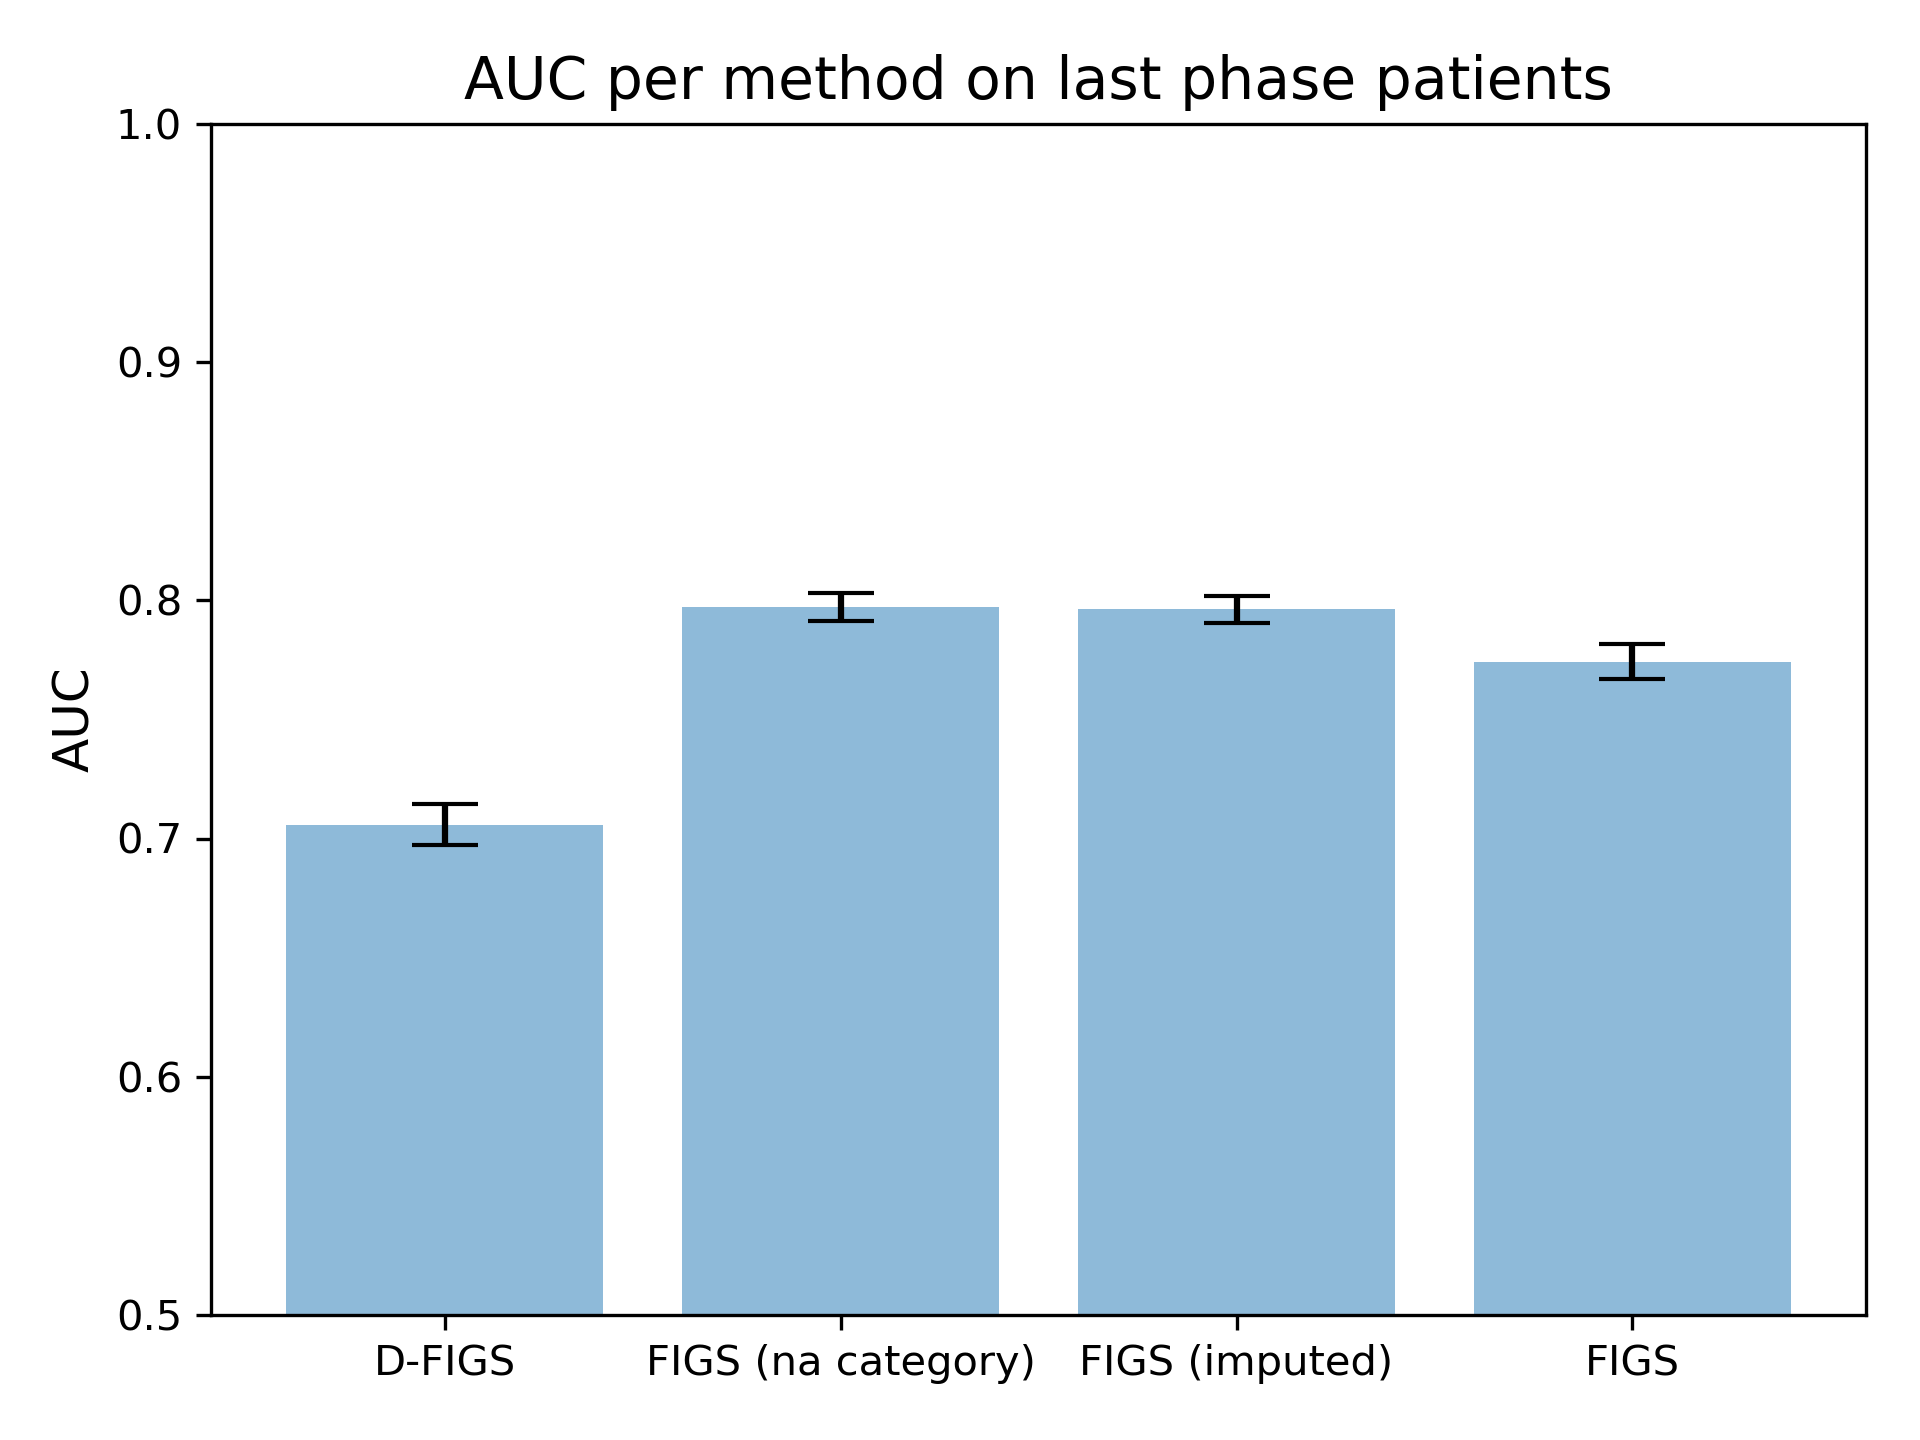 AUC per method on last phase patients
1.0
0.9
0.8
0.7
0.6
0.5
AUC
D-FIGS
FIGS (na category)
FIGS (imputed)
FIGS